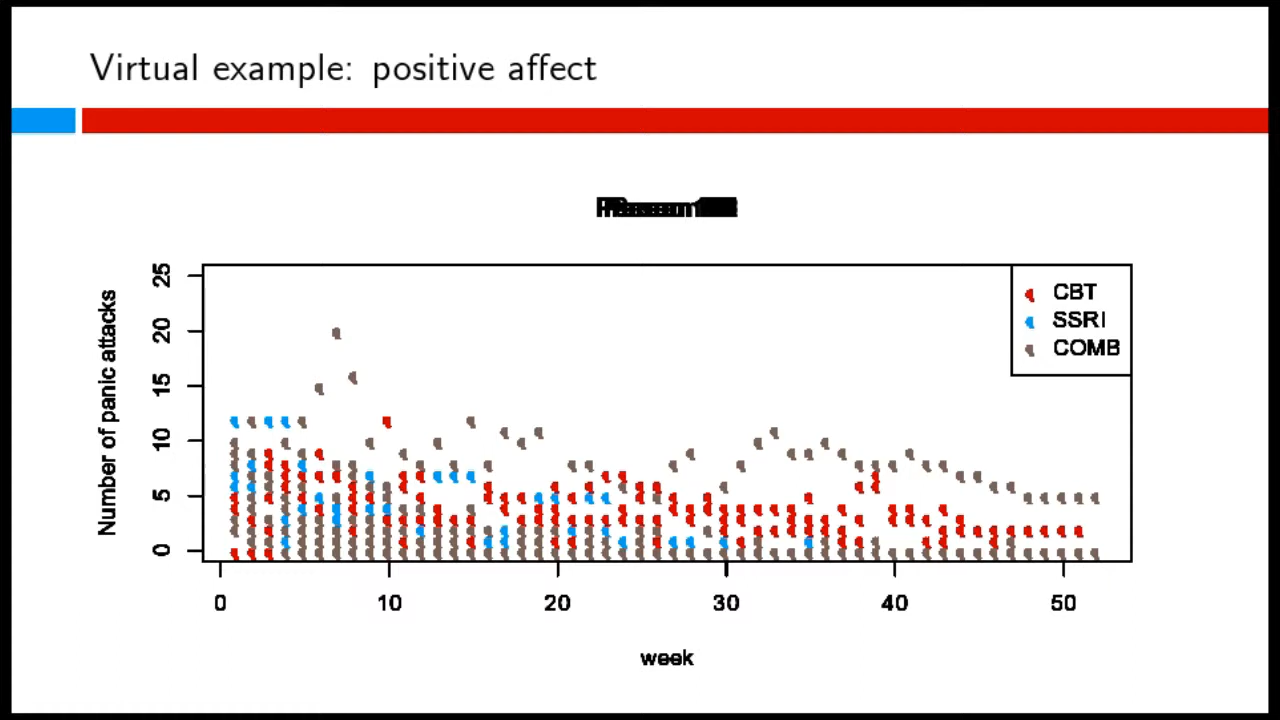 Virtual example: positive affect
25
20
15
10
5
0
Number of panic attacks
CBT
SSRI
COMB
0 10 20 30 40 50
week